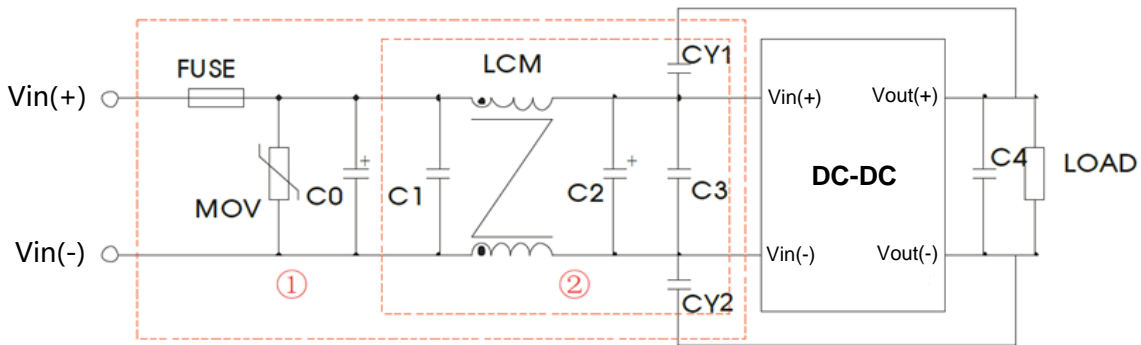 FUSE
LCM
CY1
Vin(+)
Vin(+)
Vout(+)
MOV
C0
+
C1
C2
+
C3
DC-DC
C4
LOAD
Vin(-)
Vin(-)
Vout(-)
①
②
CY2